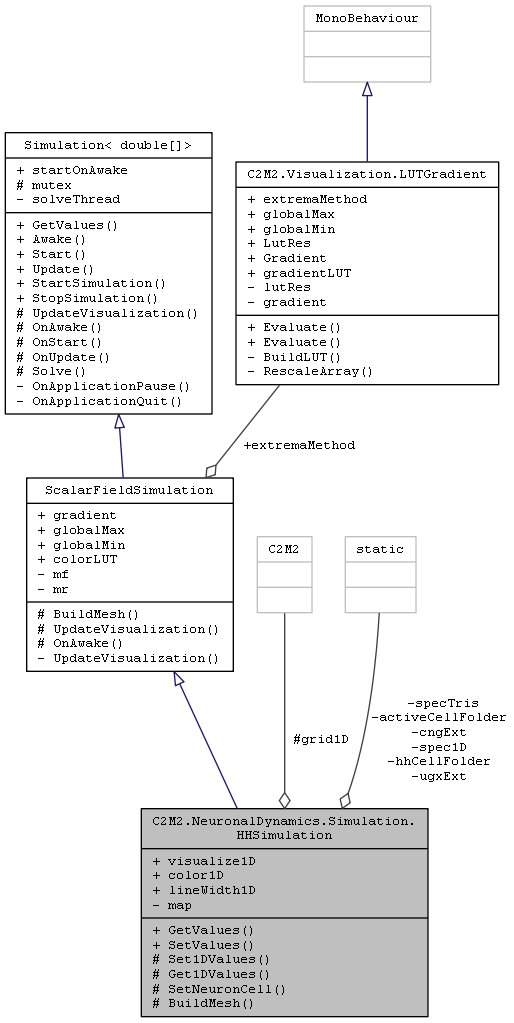 MonoBehaviour
Simulation< double[]>
+ startOnAwake
# mutex
- solveThread
+ GetValues()
+ Awake()
+ Start()
+ Update()
+ StartSimulation()
+ StopSimulation()
# UpdateVisualization()
# OnAwake()
# OnStart()
# OnUpdate()
# Solve()
- OnApplicationPause()
- OnApplicationQuit()
C2M2.Visualization.LUTGradient
+ extremaMethod
+ globalMax
+ globalMin
+ LutRes
+ Gradient
+ gradientLUT
- lutRes
- gradient
+ Evaluate()
+ Evaluate()
- BuildLUT()
- RescaleArray()
+extremaMethod
ScalarFieldSimulation
+ gradient
+ globalMax
+ globalMin
+ colorLUT
- mf
- mr
# BuildMesh()
# UpdateVisualization()
# OnAwake()
- UpdateVisualization()
C2M2
static
#grid1D
-specTris
-activeCellFolder
-cngExt
-spec1D
-hhCellFolder
-ugxExt
C2M2.NeuronalDynamics.Simulation.
HHSimulation
+ visualize1D
+ color1D
+ lineWidth1D
- map
+ GetValues()
+ SetValues()
# Set1DValues()
# Get1DValues()
# SetNeuronCell()
# BuildMesh()